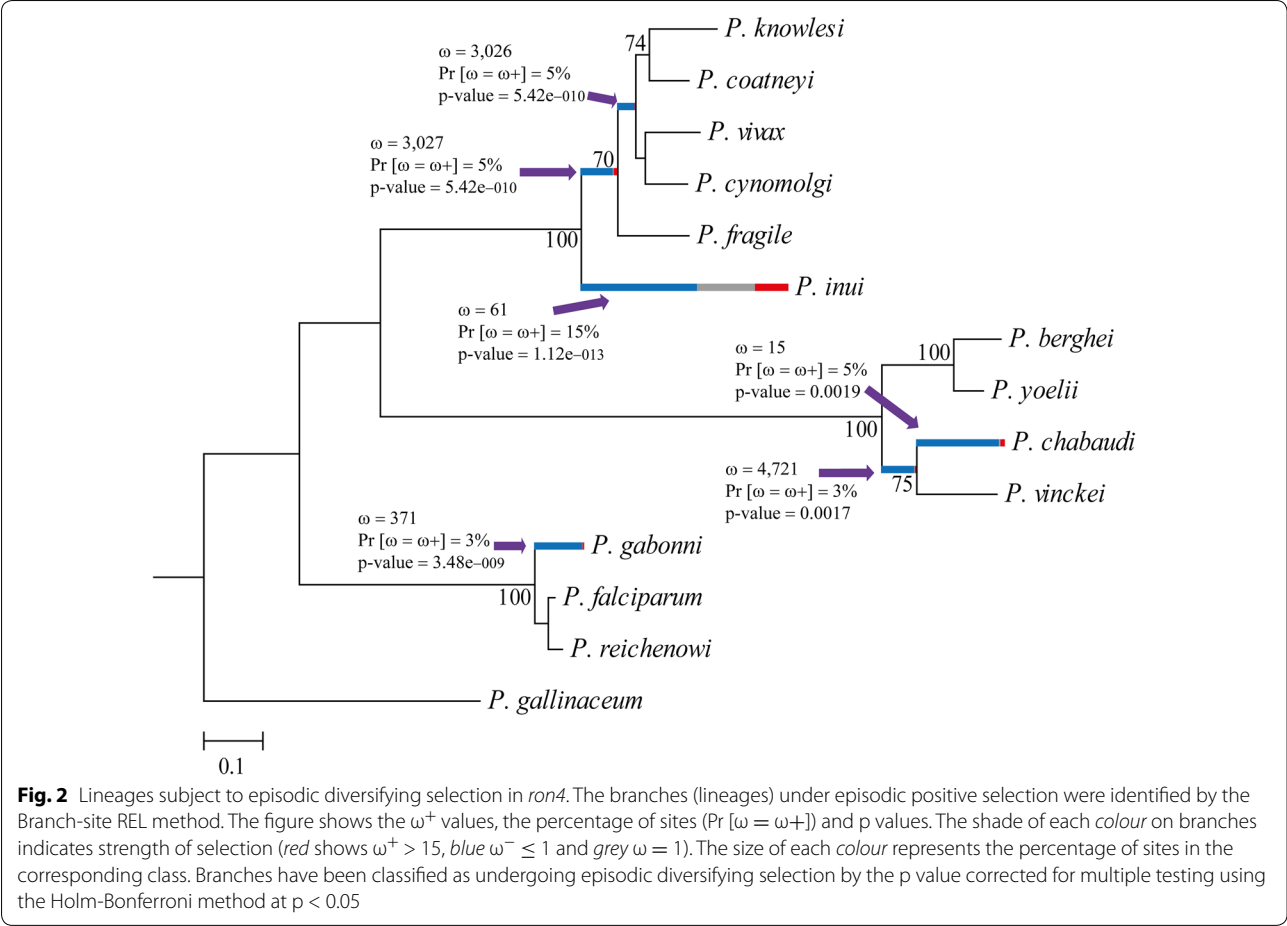 P. knowlesi
74
ω = 3,026
Pr [ω = ω+] = 5%
p-value = 5.42e–010
P. coatneyi
P. vivax
ω = 3,027
Pr [ω = ω+] = 5%
p-value = 5.42e–010
70
P. cynomolgi
P. fragile
100
P. inui
ω = 61
Pr [ω = ω+] = 15%
p-value = 1.12e–013
P. berghei
ω = 15
Pr [ω = ω+] = 5%
p-value = 0.0019
100
P. yoelii
100
P. chabaudi
ω = 4,721
Pr [ω = ω+] = 3%
p-value = 0.0017
75
P. vinckei
ω = 371
Pr [ω = ω+] = 3%
p-value = 3.48e–009
P. gabonni
100
P. falciparum
P. reichenowi
P. gallinaceum
0.1
Fig. 2 Lineages subject to episodic diversifying selection in ron4. The branches (lineages) under episodic positive selection were identified by the
Branch-site REL method. The figure shows the ω+ values, the percentage of sites (Pr [ω = ω+]) and p values. The shade of each colour on branches
indicates strength of selection (red shows ω+ > 15, blue ω− ≤ 1 and grey ω = 1). The size of each colour represents the percentage of sites in the
corresponding class. Branches have been classified as undergoing episodic diversifying selection by the p value corrected for multiple testing using
the Holm-Bonferroni method at p < 0.05